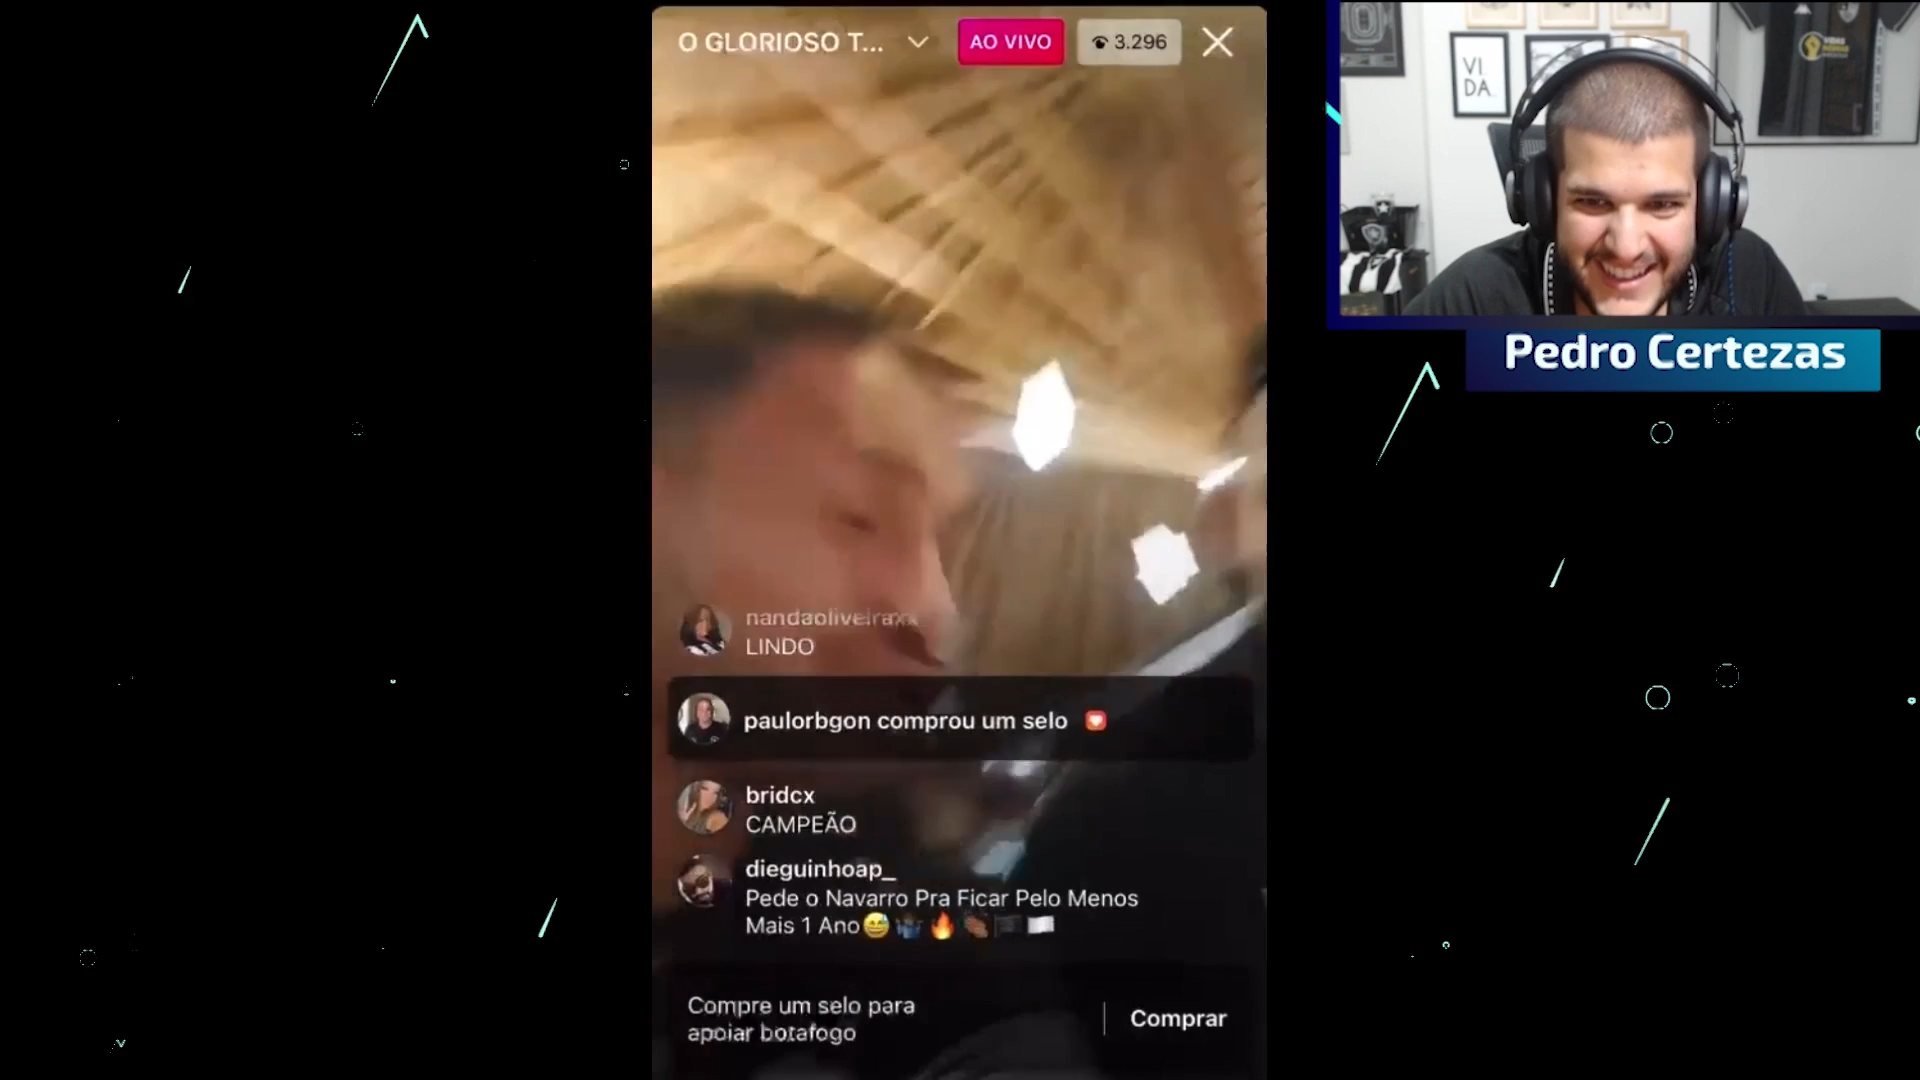 O GLORIOSO T...
AO VIVO
3.296
VI
DA
Pedro Certezas
nandaoliveiraxx
LINDO
paulorbgon comprou um selo
bridcx
CAMPEÃO
dieguinhoap_
Pede o Navarro Pra Ficar Pelo Menos
Mais 1 Ano😅🤷🏿‍♂️🔥👏🏿🏴🏳️
Compre um selo para
apoiar botafogo
Comprar